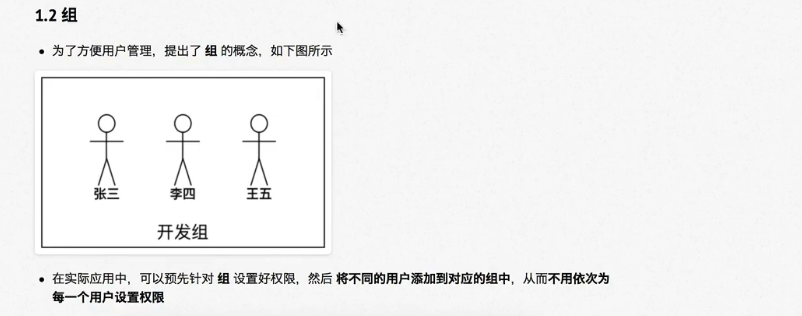 1.2 组
• 为了方便用户管理，提出了 组 的概念，如下图所示
张三 李四 王五
开发组
• 在实际应用中，可以预先针对 组 设置好权限，然后 将不同的用户添加到对应的组中，从而不用依次为
每一个用户设置权限